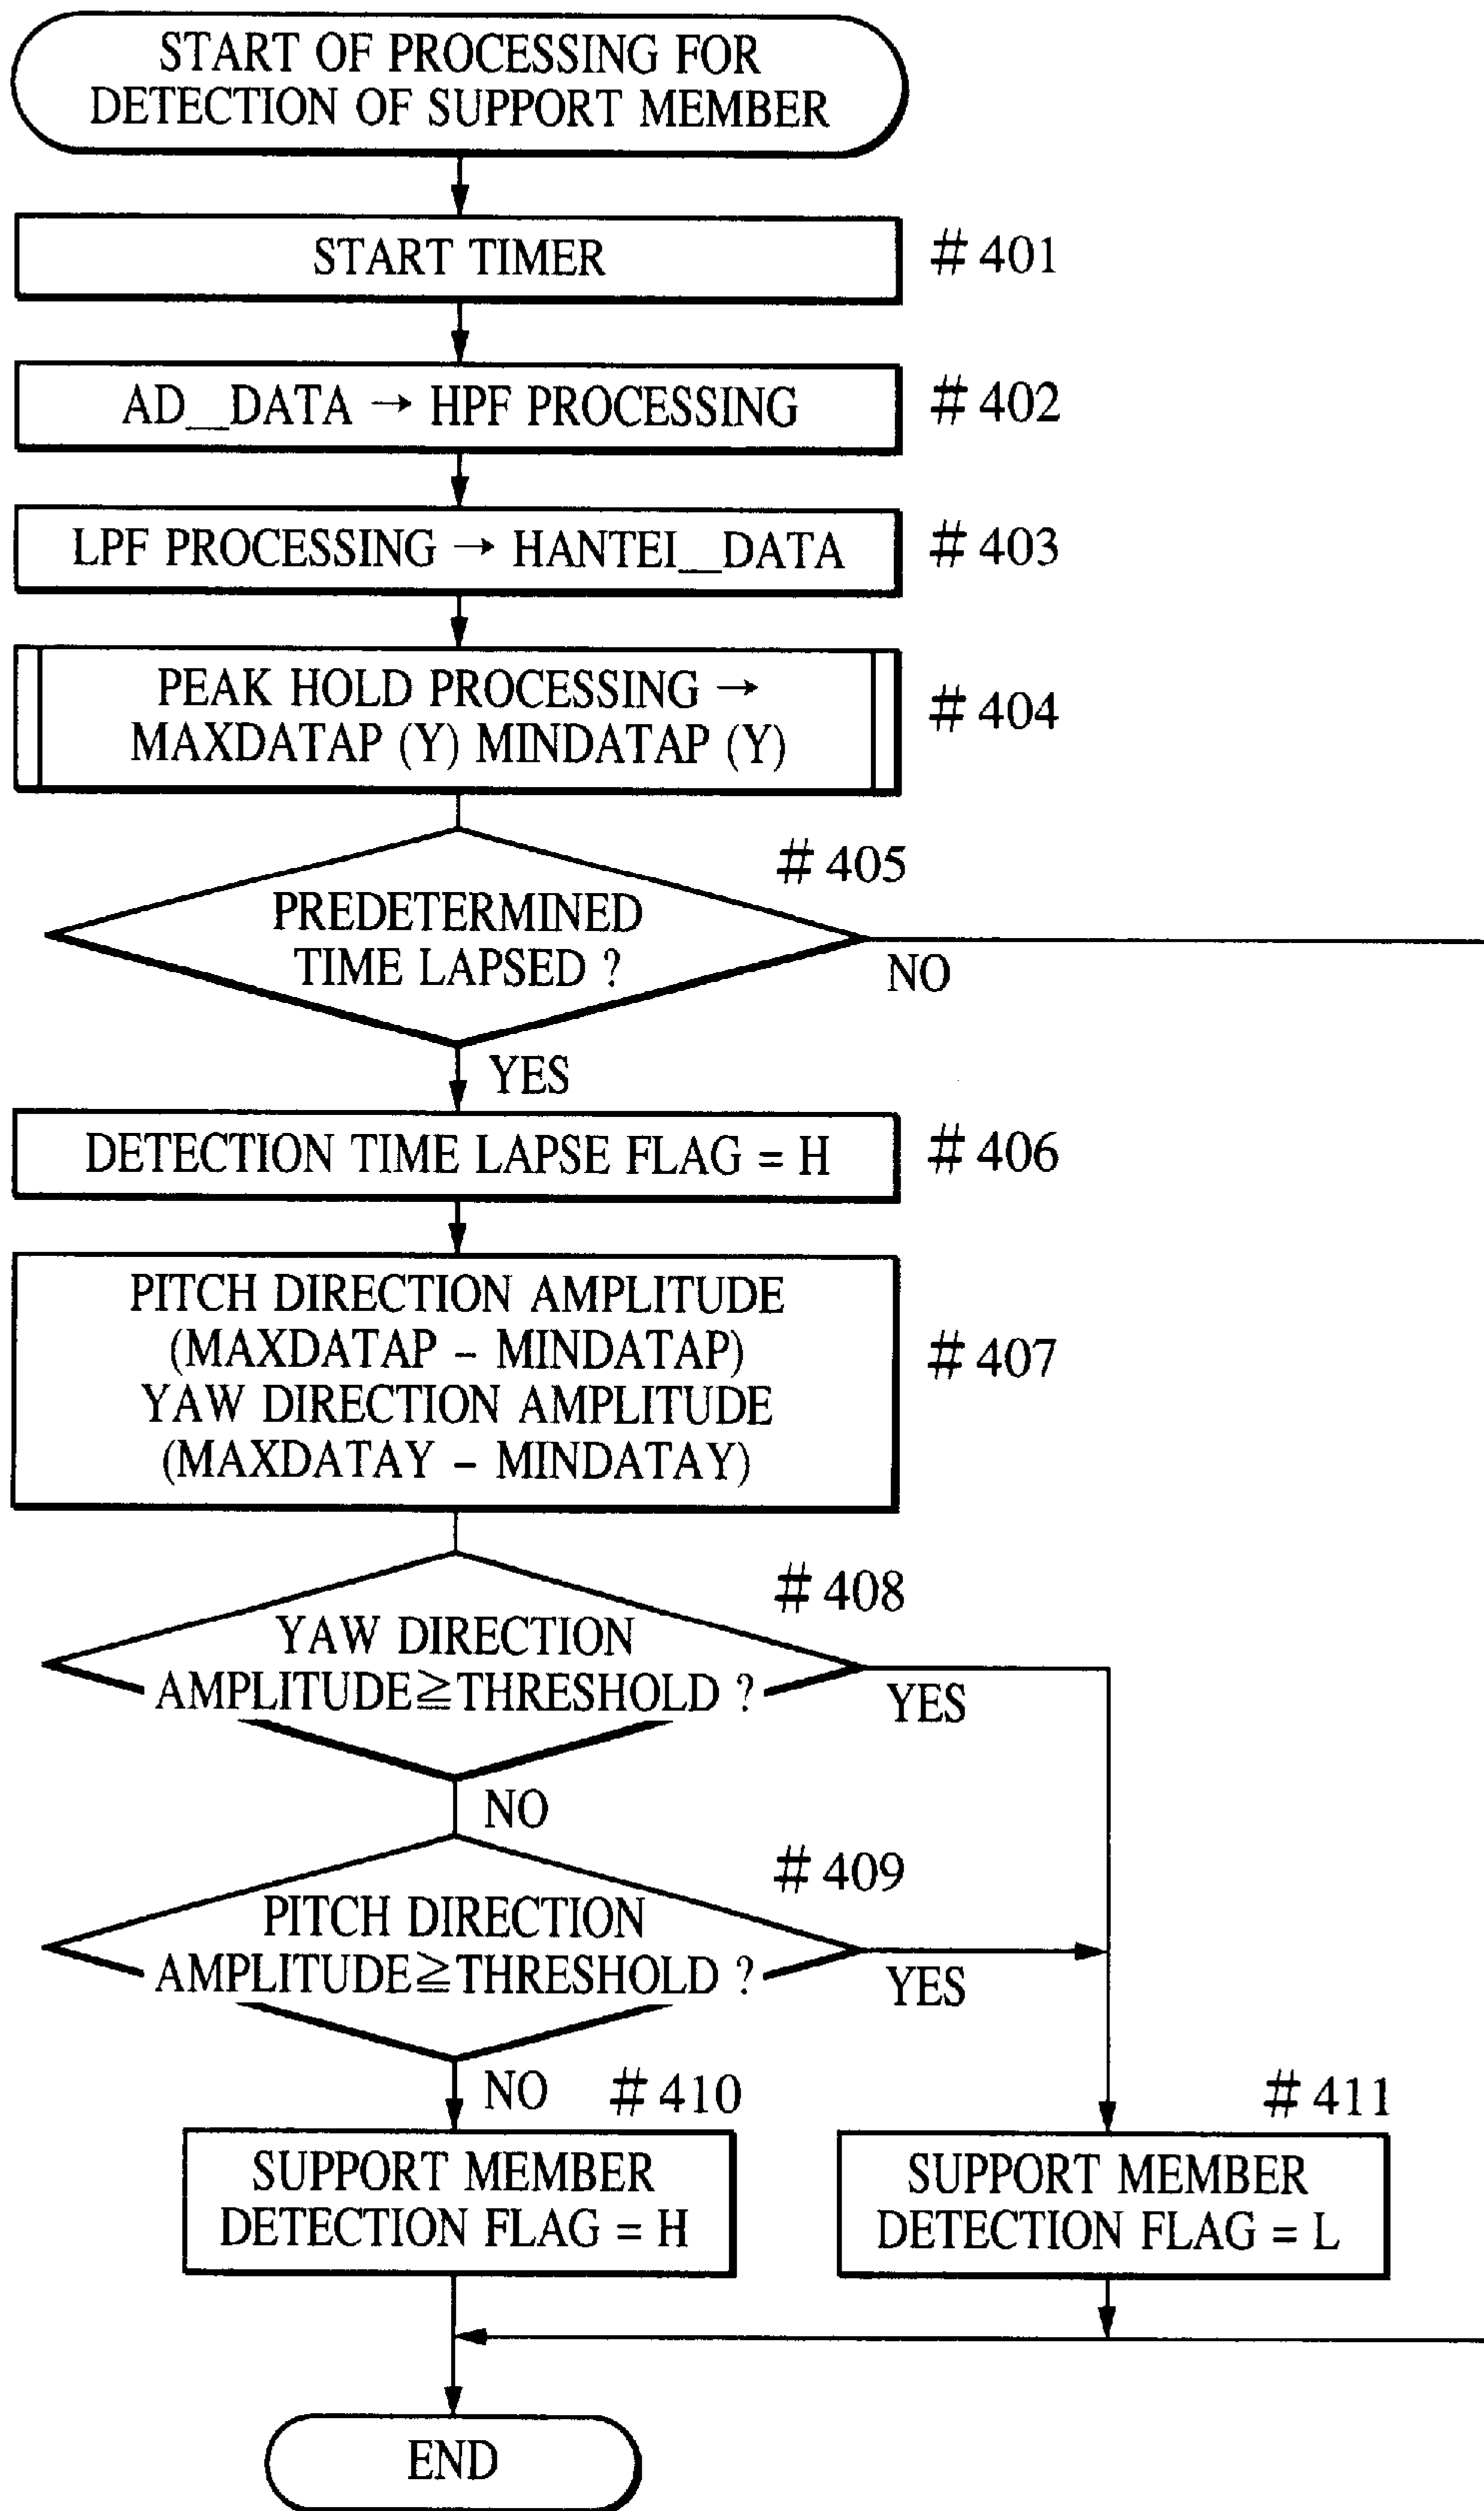 START OF PROCESSING FOR
DETECTION OF SUPPORT MEMBER
START TIMER
#401
AD__DATA → HPF PROCESSING
#402
LPF PROCESSING → HANTEI__DATA
#403
PEAK HOLD PROCESSING →
MAXDATAP (Y) MINDATAP (Y)
#404
#405
PREDETERMINED
TIME LAPSED ?
NO
YES
DETECTION TIME LAPSE FLAG = H
#406
PITCH DIRECTION AMPLITUDE
(MAXDATAP – MINDATAP)
YAW DIRECTION AMPLITUDE
(MAXDATAY – MINDATAY)
#407
#408
YAW DIRECTION
AMPLITUDE≧THRESHOLD ?
YES
NO
#409
PITCH DIRECTION
AMPLITUDE≧THRESHOLD ?
YES
NO
#410
#411
SUPPORT MEMBER
DETECTION FLAG = H
SUPPORT MEMBER
DETECTION FLAG = L
END